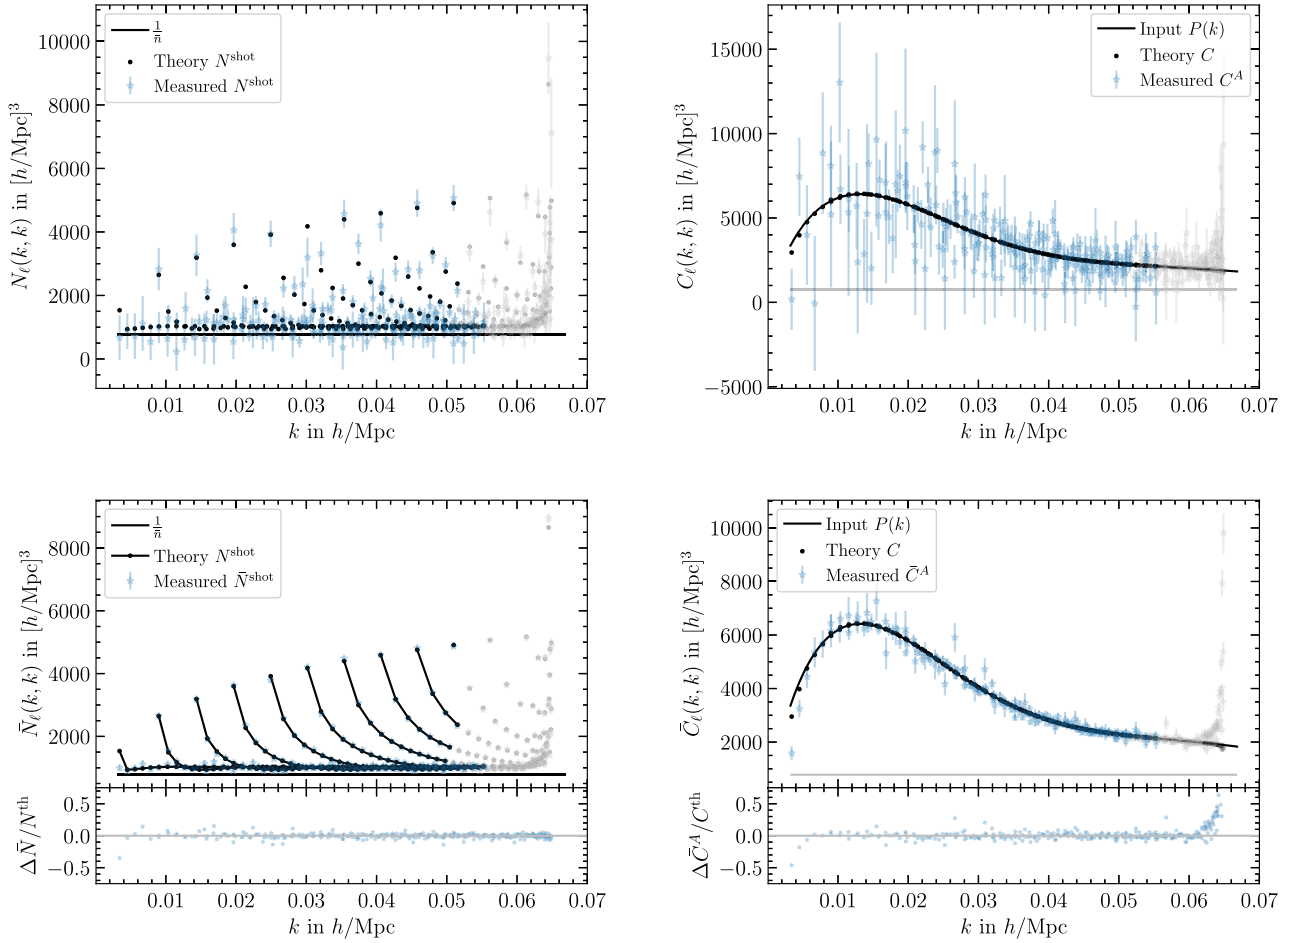 10000
8000
6000
4000
2000
0
N_ℓ(k, k) in [h/Mpc]^3
1/n̄
Theory N^shot
Measured N^shot
0.01 0.02 0.03 0.04 0.05 0.06 0.07
k in h/Mpc
15000
10000
5000
0
−5000
C_ℓ(k, k) in [h/Mpc]^3
Input P(k)
Theory C
Measured C^A
0.01 0.02 0.03 0.04 0.05 0.06 0.07
k in h/Mpc
8000
6000
4000
2000
N̄_ℓ(k, k) in [h/Mpc]^3
1/n̄
Theory N^shot
Measured N̄^shot
0.5
0.0
−0.5
ΔN̄/N^th
0.01 0.02 0.03 0.04 0.05 0.06 0.07
k in h/Mpc
10000
8000
6000
4000
2000
C̄_ℓ(k, k) in [h/Mpc]^3
Input P(k)
Theory C
Measured C̄^A
0.5
0.0
−0.5
ΔC̄^A/C^th
0.01 0.02 0.03 0.04 0.05 0.06 0.07
k in h/Mpc